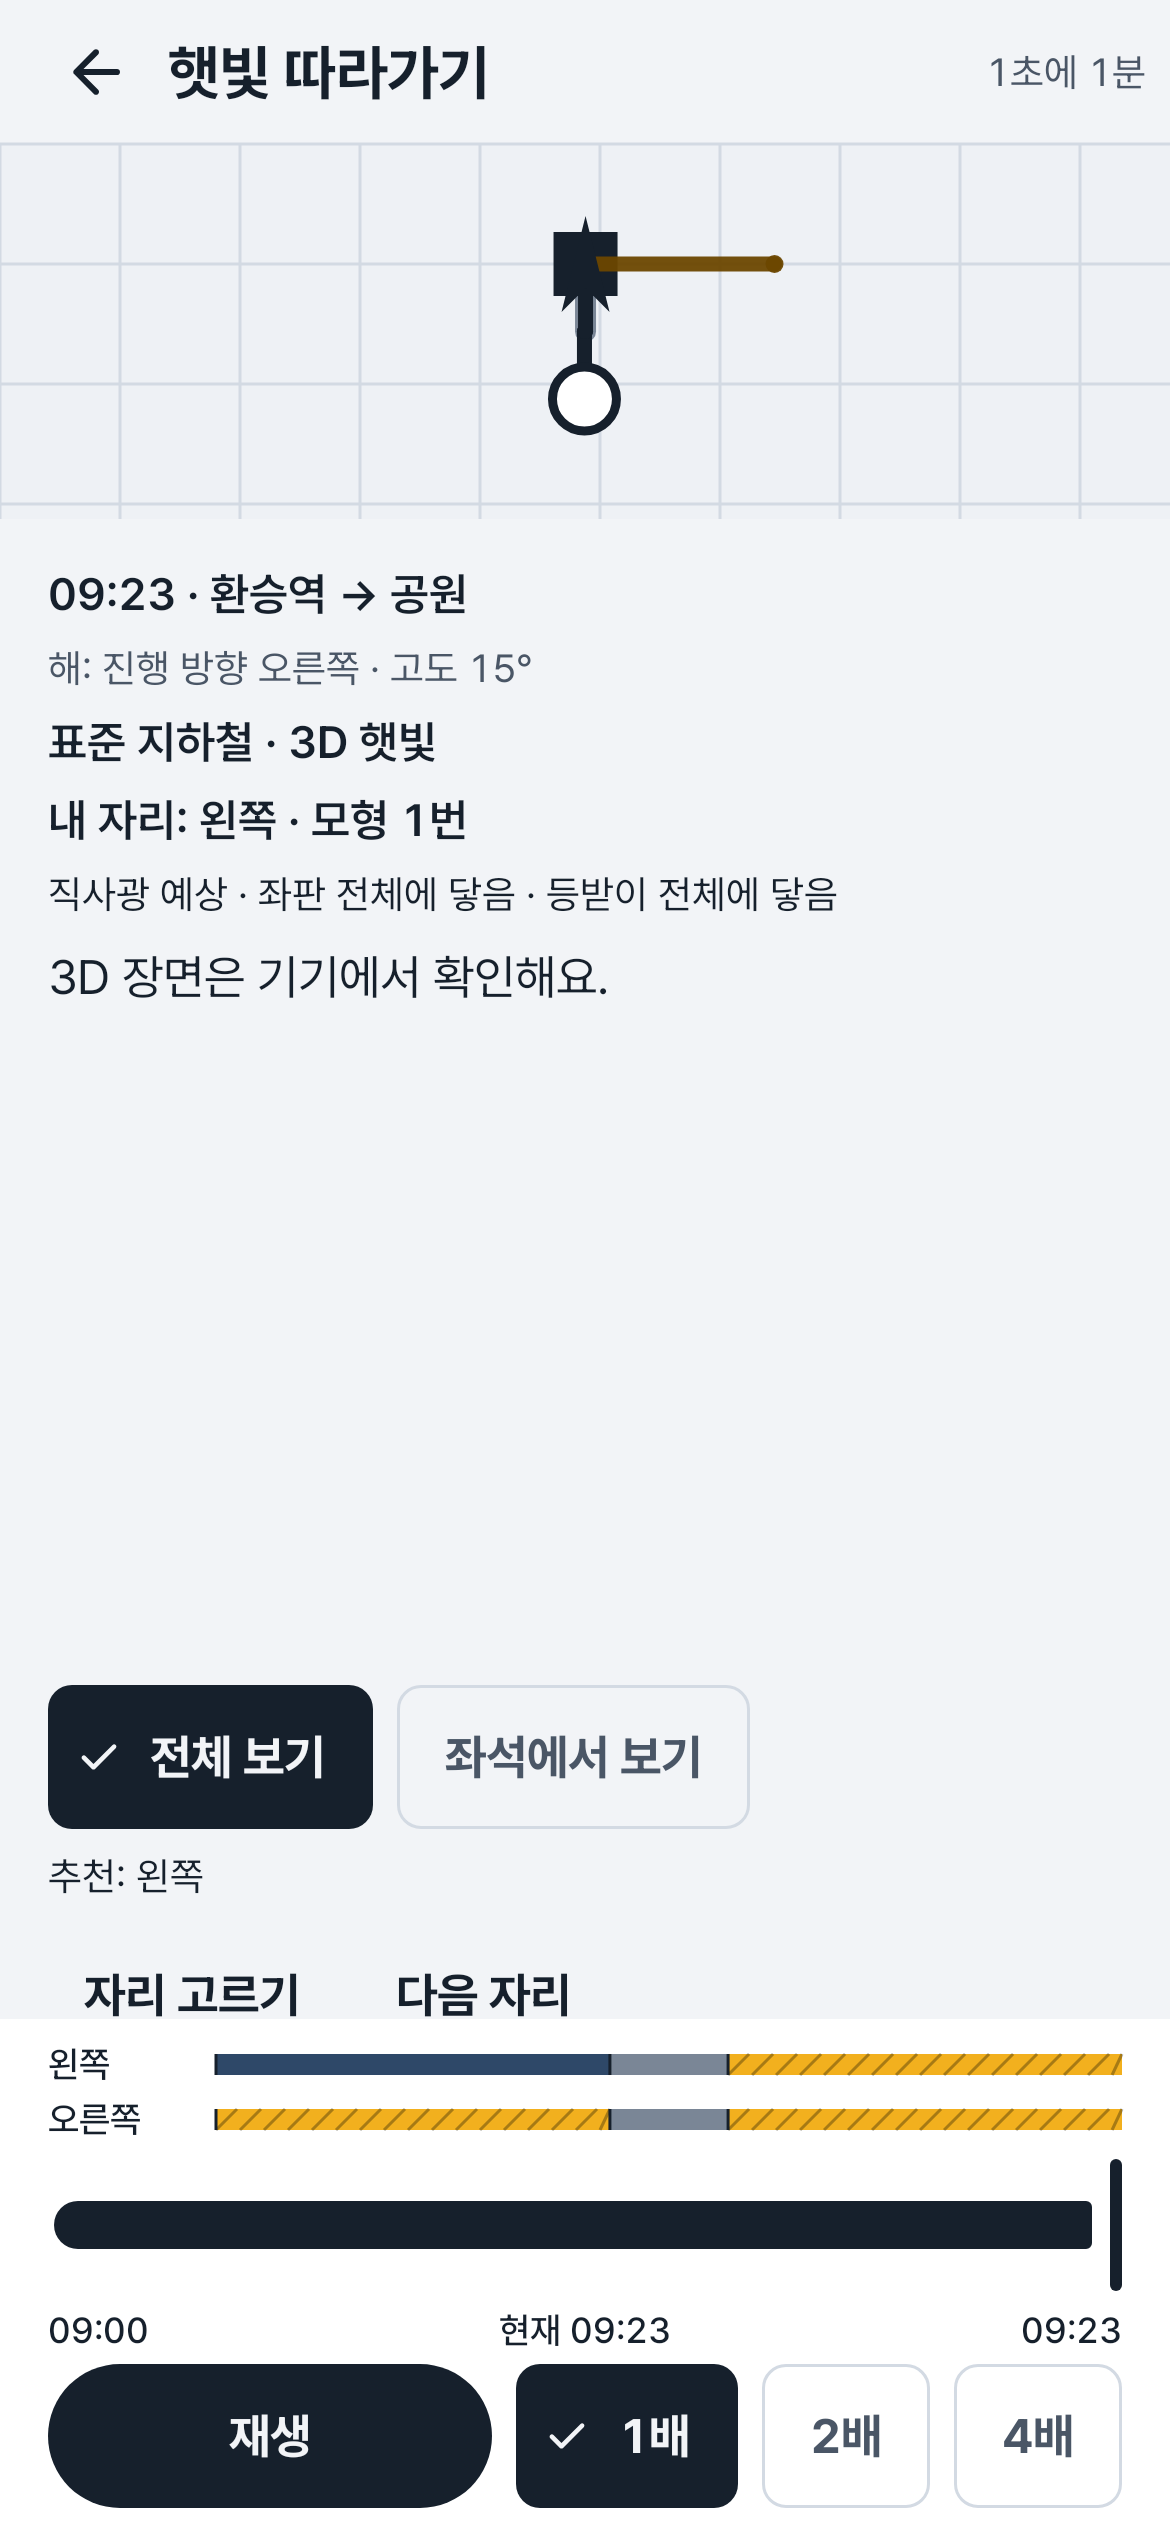 햇빛 따라가기
1초에 1분
09:23 · 환승역 → 공원
해: 진행 방향 오른쪽 · 고도 15°
표준 지하철 · 3D 햇빛
내 자리: 왼쪽 · 모형 1번
직사광 예상 · 좌판 전체에 닿음 · 등받이 전체에 닿음
3D 장면은 기기에서 확인해요.
전체 보기
좌석에서 보기
추천: 왼쪽
자리 고르기
다음 자리
왼쪽
오른쪽
09:00
현재 09:23
09:23
재생
1배
2배
4배